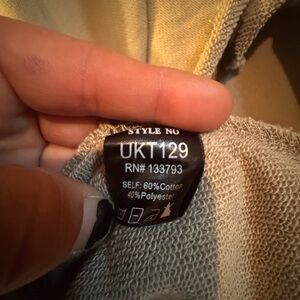 STYLE NO
UKT129
RN# 133793
SELF: 60%Cotton
40%Polyester